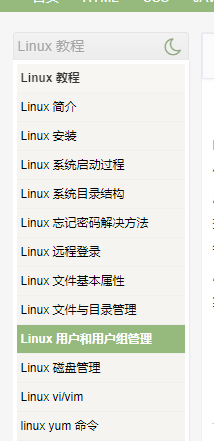 HTML
CSS
Linux 教程
Linux 教程
Linux 简介
Linux 安装
Linux 系统启动过程
Linux 系统目录结构
Linux 忘记密码解决方法
Linux 远程登录
Linux 文件基本属性
Linux 文件与目录管理
Linux 用户和用户组管理
Linux 磁盘管理
Linux vi/vim
linux yum 命令